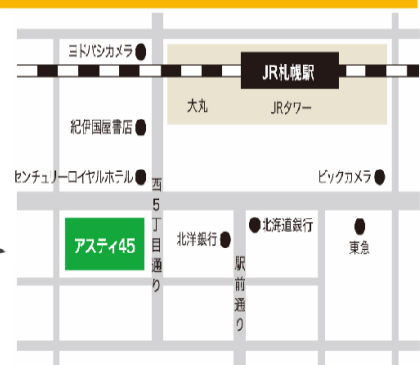 ヨドバシカメラ
JR札幌駅
大丸
JRタワー
紀伊国屋書店
センチュリーロイヤルホテル
ビックカメラ
西5丁目通り
アスティ45
北洋銀行
北海道銀行
東急
駅前通り